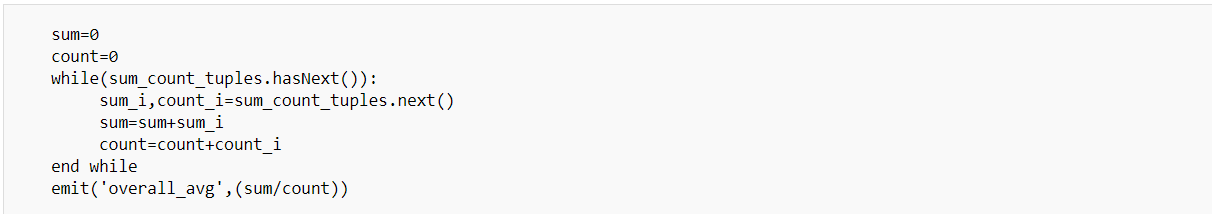 sum=0
count=0
while(sum_count_tuples.hasNext()):
sum_i,count_i=sum_count_tuples.next()
sum=sum+sum_i
count=count+count_i
end while
emit('overall_avg',(sum/count))